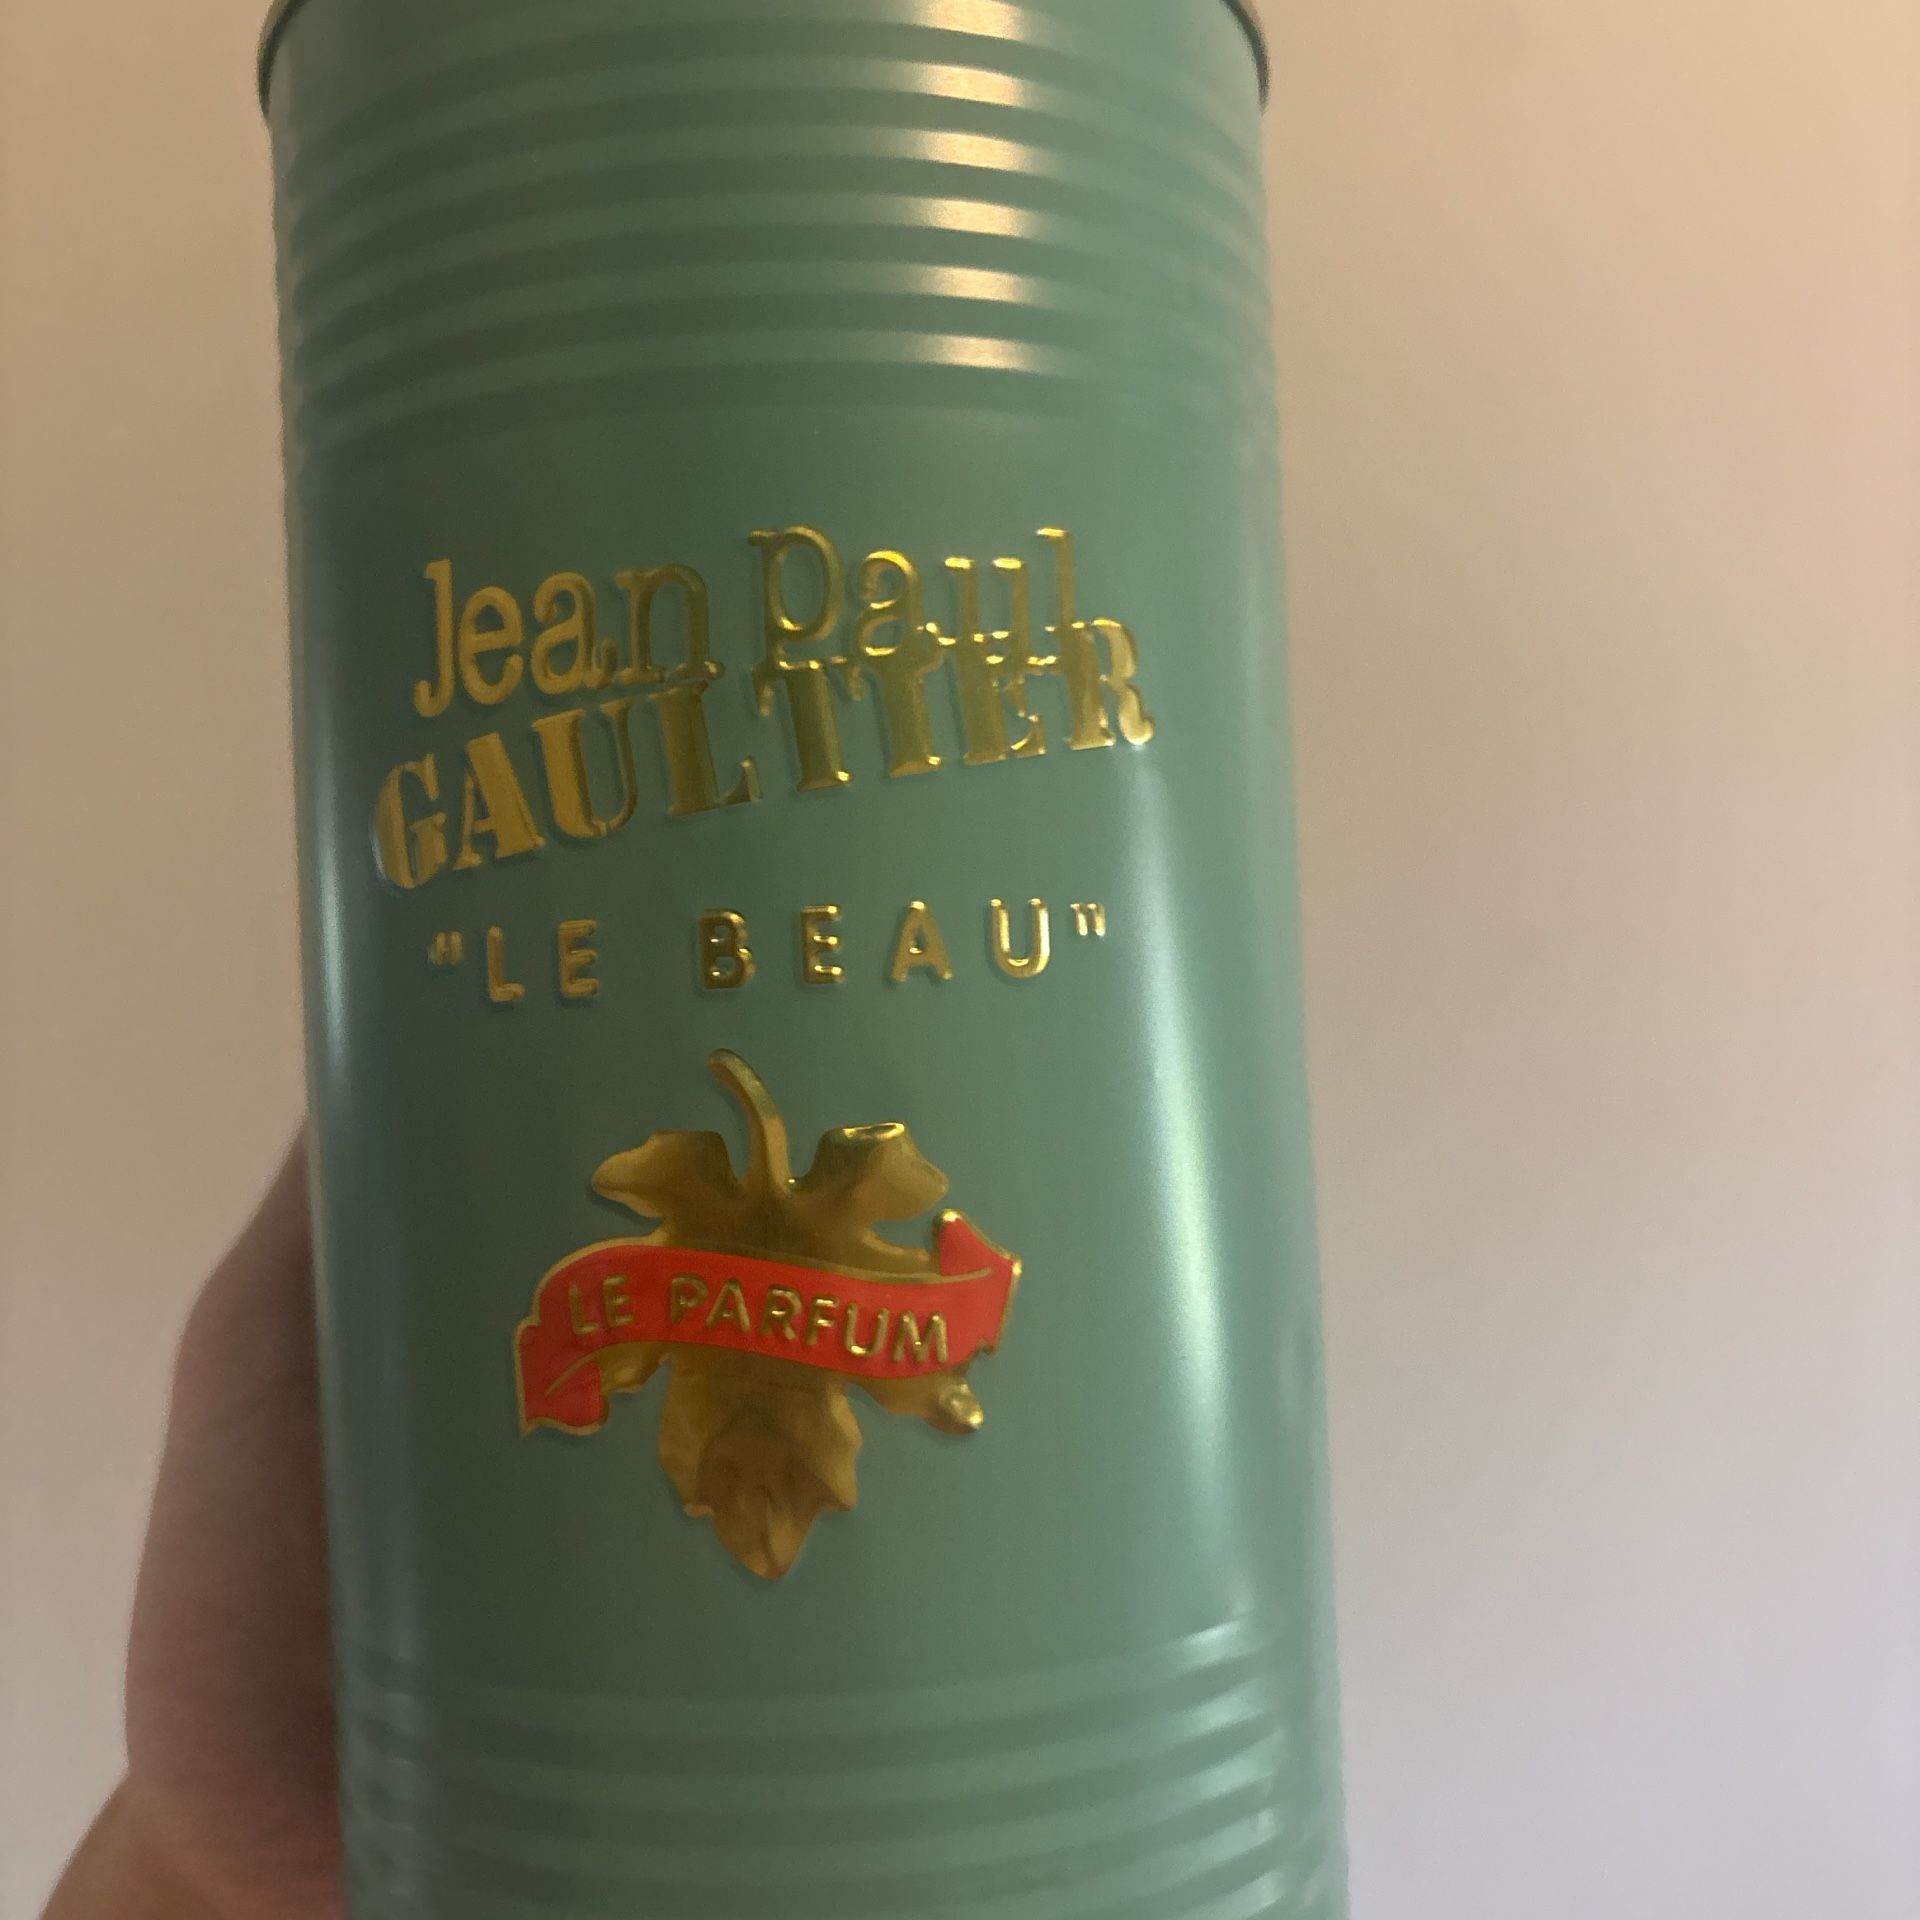 Jean Paul
GAULTIER
"LE BEAU"
LE PARFUM